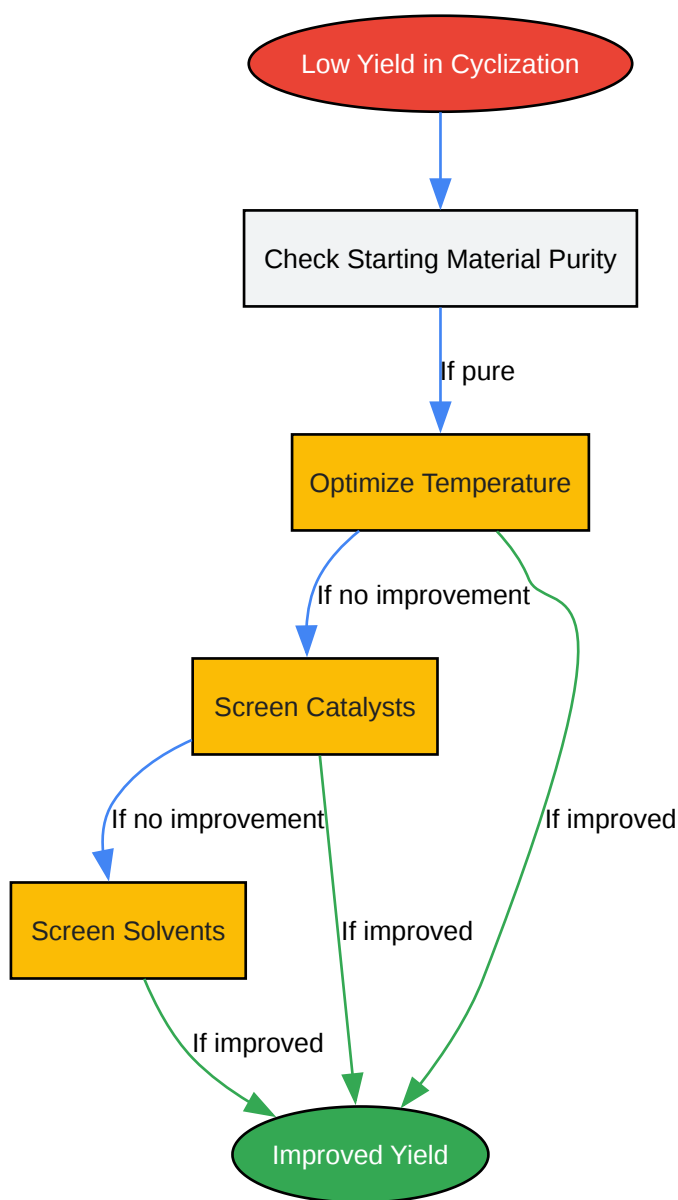 Low Yield in Cyclization
Check Starting Material Purity
If pure
Optimize Temperature
If no improvement
Screen Catalysts
If no improvement
If improved
Screen Solvents
If improved
If improved
Improved Yield